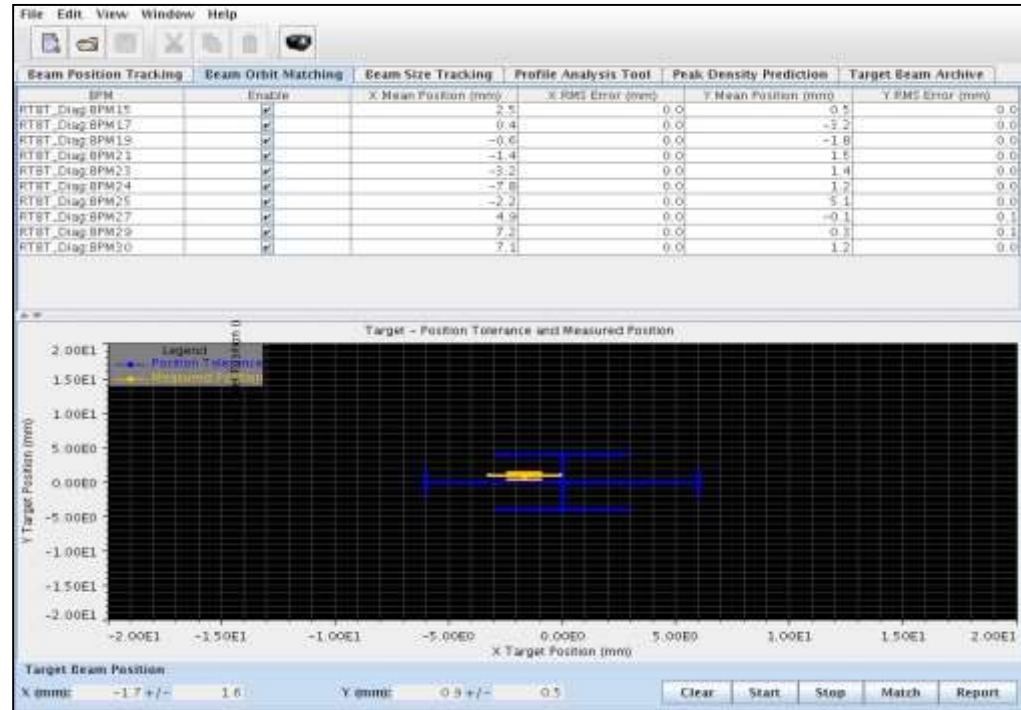 File Edit View Window Help
Beam Position Tracking Beam Orbit Matching Beam Size Tracking Profile Analysis Tool Peak Density Prediction Target Beam Archive
BPM Enable X Mean Position (mm) X RMS Error (mm) Y Mean Position (mm) Y RMS Error (mm)
RTBT_Diag:BPM15 2.5 0.0 0.5 0.0
RTBT_Diag:BPM17 0.4 0.0 -3.2 0.0
RTBT_Diag:BPM19 -0.6 0.0 -1.8 0.0
RTBT_Diag:BPM21 -1.4 0.0 1.5 0.0
RTBT_Diag:BPM23 -3.2 0.0 1.4 0.0
RTBT_Diag:BPM24 -7.8 0.0 1.2 0.0
RTBT_Diag:BPM25 -2.2 0.0 5.1 0.0
RTBT_Diag:BPM27 4.9 0.0 -0.1 0.1
RTBT_Diag:BPM29 7.2 0.0 0.3 0.1
RTBT_Diag:BPM30 7.1 0.0 1.2 0.0
Target - Position Tolerance and Measured Position
Legend
Position Tolerance
Measured Position
2.00E1
1.50E1
1.00E1
5.00E0
0.00E0
-5.00E0
-1.00E1
-1.50E1
-2.00E1
Y Target Position (mm)
-2.00E1 -1.50E1 -1.00E1 -5.00E0 0.00E0 5.00E0 1.00E1 1.50E1 2.00E1
X Target Position (mm)
Target Beam Position
X (mm): -1.7 +/- 1.6 Y (mm): 0.9 +/- 0.5 Clear Start Stop Match Report